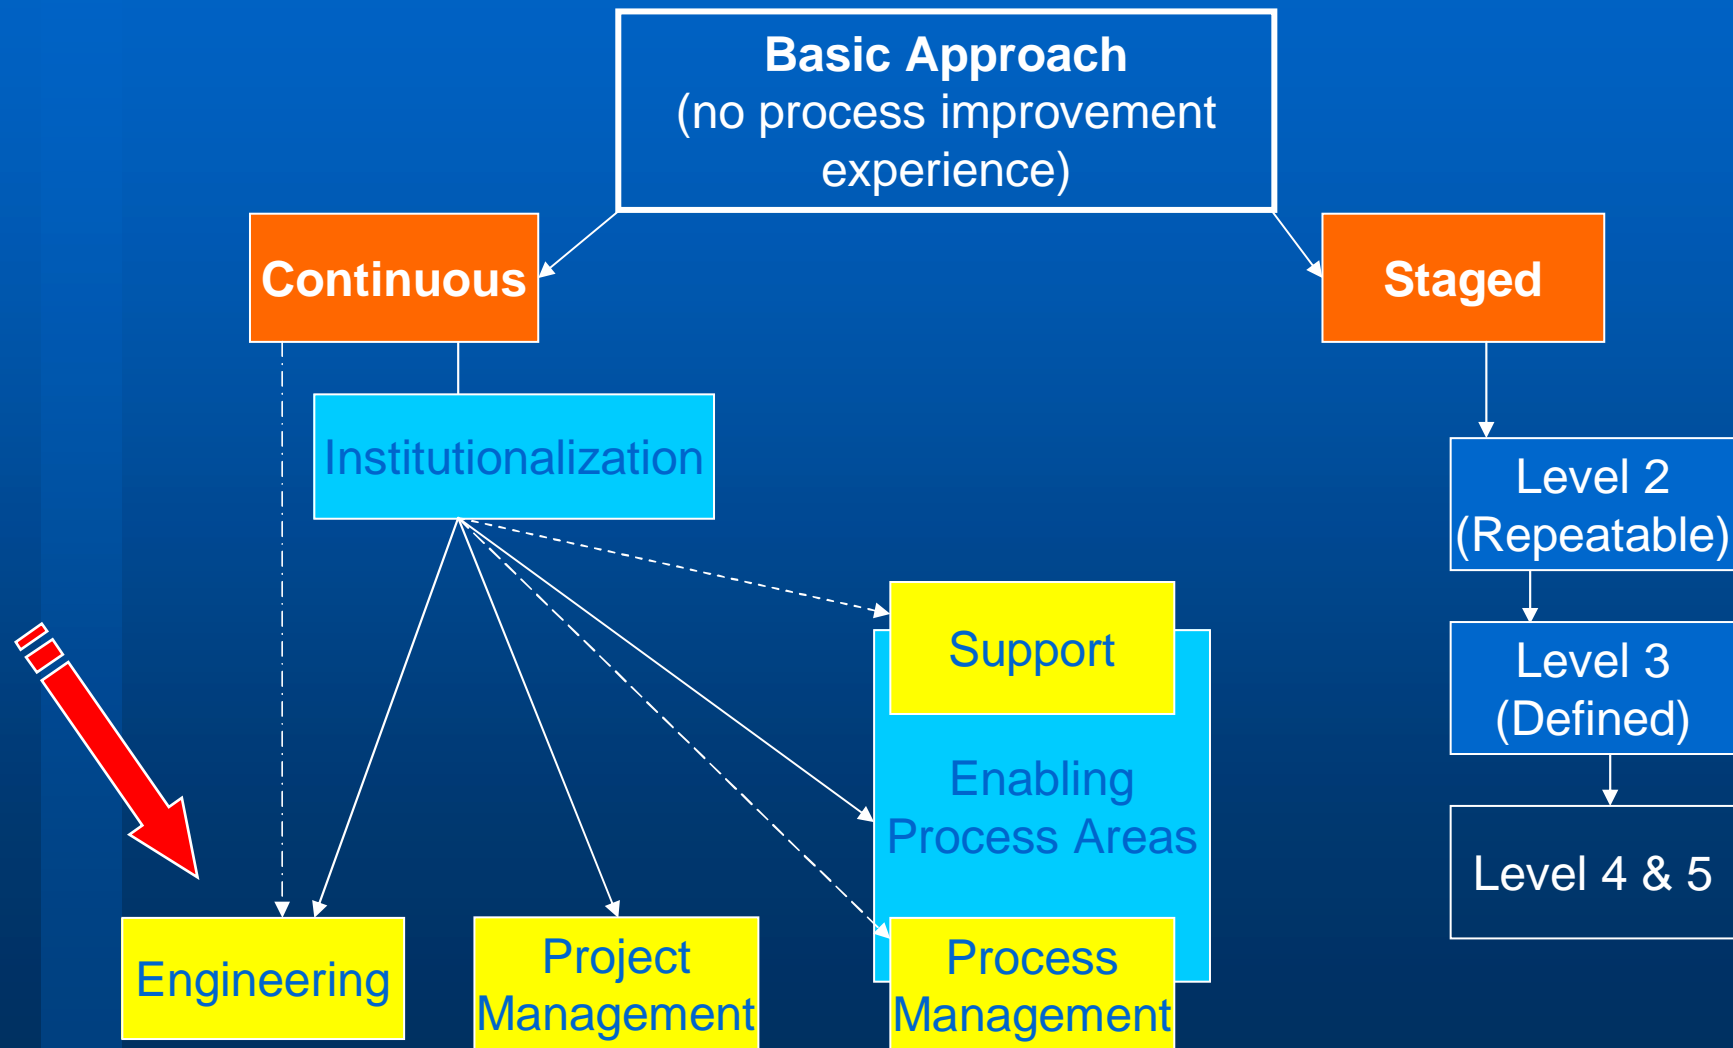 Basic Approach
(no process improvement
experience)
Continuous
Staged
Institutionalization
Level 2
(Repeatable)
Support
Level 3
(Defined)
Enabling
Process Areas
Level 4 & 5
Engineering
Project
Management
Process
Management